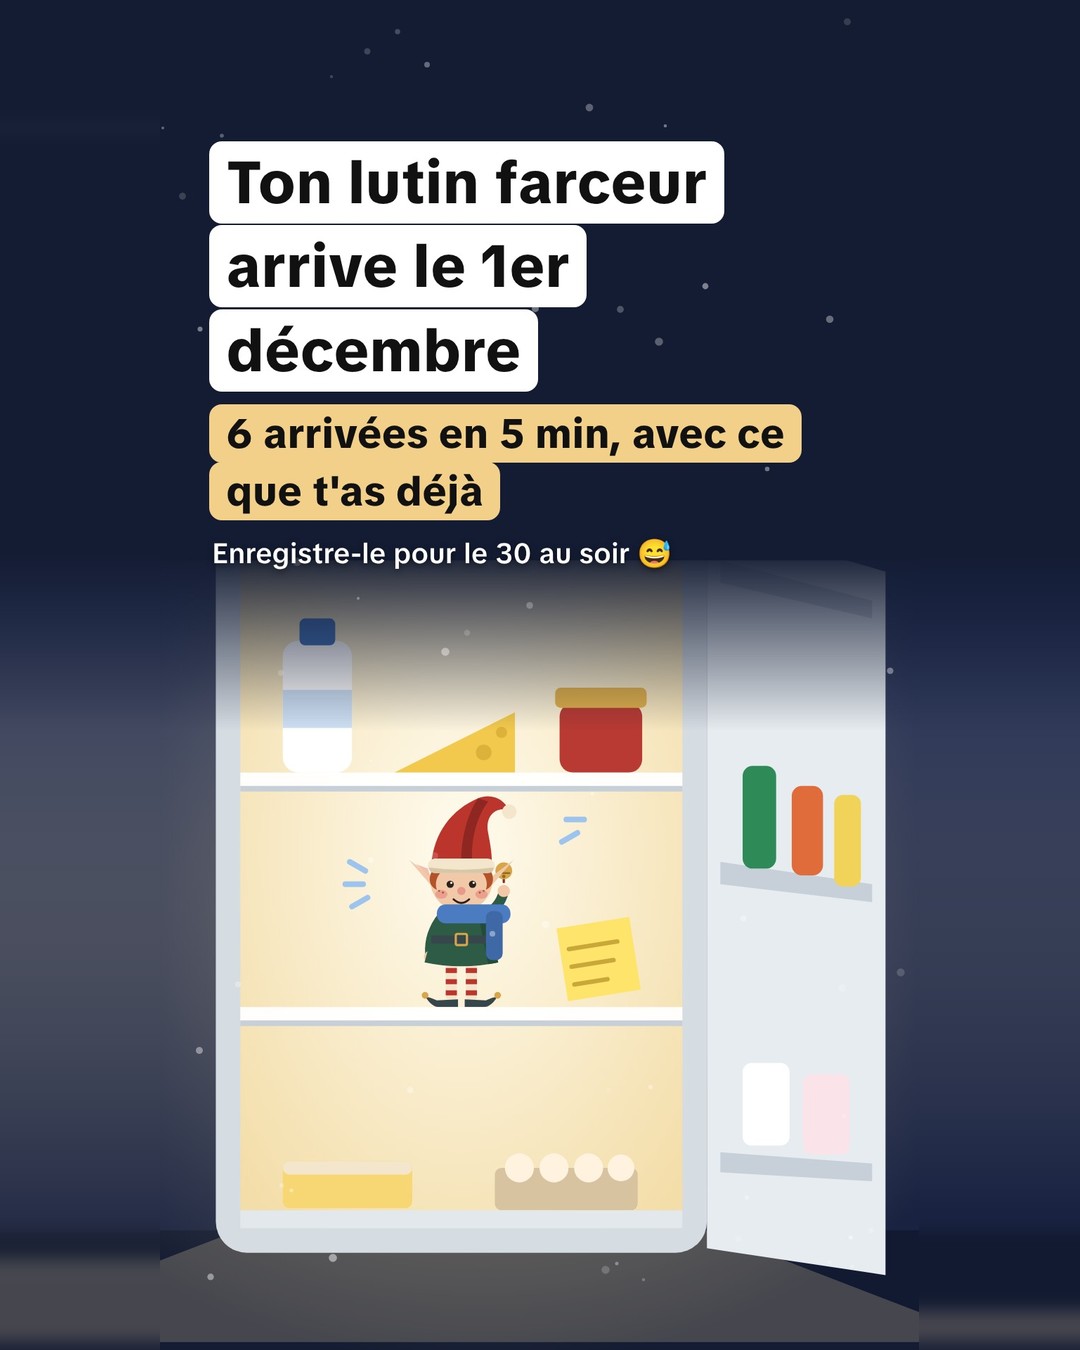 Ton lutin farceur
arrive le 1er
décembre
6 arrivées en 5 min, avec ce
que t'as déjà
Enregistre-le pour le 30 au soir 😅